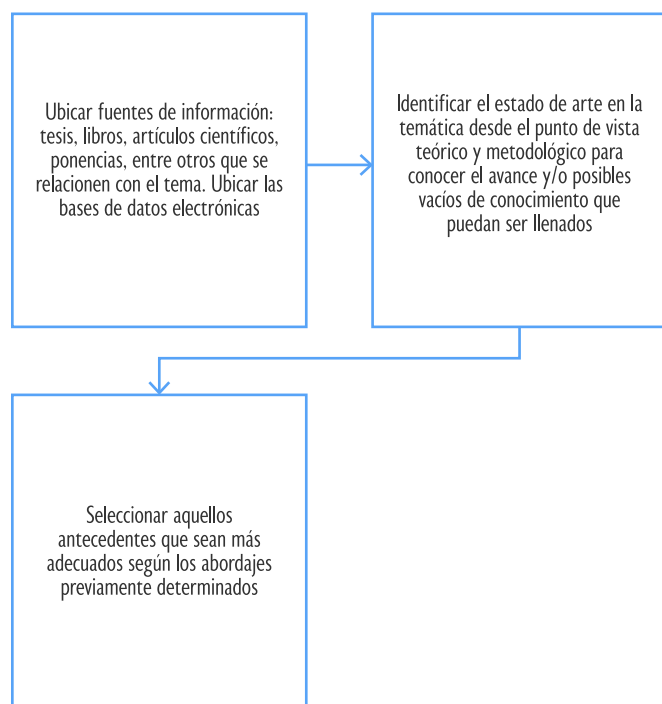 Ubicar fuentes de información:
tesis, libros, artículos científicos,
ponencias, entre otros que se
relacionen con el tema. Ubicar las
bases de datos electrónicas
Identificar el estado de arte en la
temática desde el punto de vista
teórico y metodológico para
conocer el avance y/o posibles
vacíos de conocimiento que
puedan ser llenados
Seleccionar aquellos
antecedentes que sean más
adecuados según los abordajes
previamente determinados